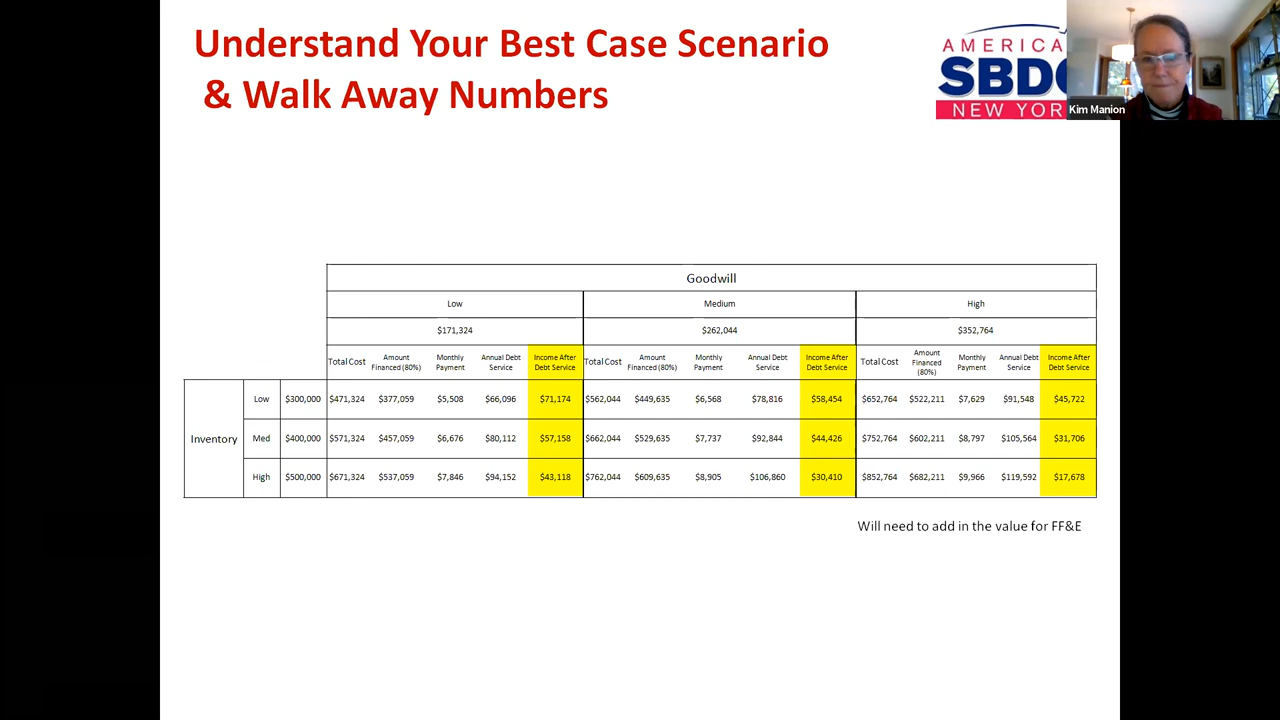 Understand Your Best Case Scenario
& Walk Away Numbers
AMERICA
SBDC
NEW YOR
Kim Manion
Goodwill
Low Medium High
$171,324 $262,044 $352,764
Total Cost Amount Financed (80%) Monthly Payment Annual Debt Service Income After Debt Service Total Cost Amount Financed (80%) Monthly Payment Annual Debt Service Income After Debt Service Total Cost Amount Financed (80%) Monthly Payment Annual Debt Service Income After Debt Service
Low $300,000 $471,324 $377,059 $5,508 $66,096 $71,174 $562,044 $449,635 $6,568 $78,816 $58,454 $652,764 $522,211 $7,629 $91,548 $45,722
Inventory Med $400,000 $571,324 $457,059 $6,676 $80,112 $57,158 $662,044 $529,635 $7,737 $92,844 $44,426 $752,764 $602,211 $8,797 $105,564 $31,706
High $500,000 $671,324 $537,059 $7,846 $94,152 $43,118 $762,044 $609,635 $8,905 $106,860 $30,410 $852,764 $682,211 $9,966 $119,592 $17,678
Will need to add in the value for FF&E